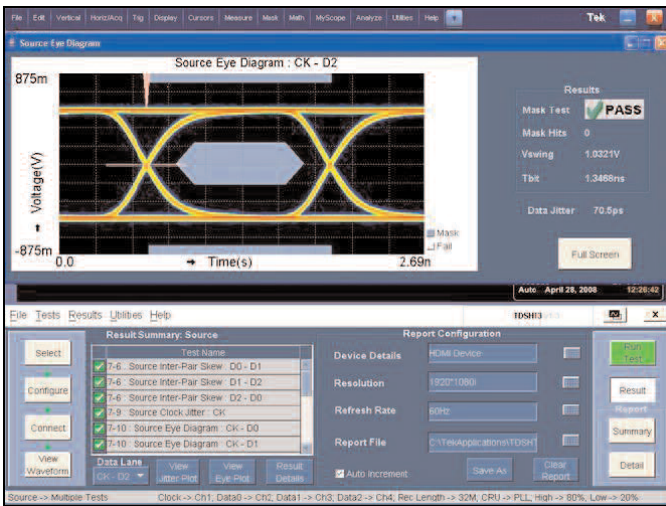 File Edit Vertical Horiz/Acq Trig Display Cursors Measure Mask Math MyScope Analyze Utilities Help Tek
Source Eye Diagram
Source Eye Diagram : CK - D2
875m
Voltage(V)
-875m
0.0
Time(s)
2.69n
Mask
Fail
Results
Mask Test PASS
Mask Hits 0
Vswing 1.0321V
Tbit 1.3468ns
Data Jitter 70.5ps
Full Screen
Auto April 28, 2008 12:26:42
File Tests Results Utilities Help TDSHT3
Select
Configure
Connect
View Waveform
Result Summary: Source
Test Name
7-6 : Source Inter-Pair Skew : D0 - D1
7-6 : Source Inter-Pair Skew : D1 - D2
7-6 : Source Inter-Pair Skew : D2 - D0
7-9 : Source Clock Jitter : CK
7-10 : Source Eye Diagram : CK - D0
7-10 : Source Eye Diagram : CK - D1
Data Lane
CK - D2
View Jitter Plot
View Eye Plot
Result Details
Report Configuration
Device Details HDMI Device
Resolution 1920*1080i
Refresh Rate 60Hz
Report File C:\TekApplications\TDSHT
Auto Increment
Save As
Clear Report
Run Test
Result
Report
Summary
Detail
Source -> Multiple Tests Clock -> Ch1, Data0 -> Ch2, Data1 -> Ch3, Data2 -> Ch4, Rec Length -> 32M, CRU -> PLL, High -> 80%, Low -> 20%